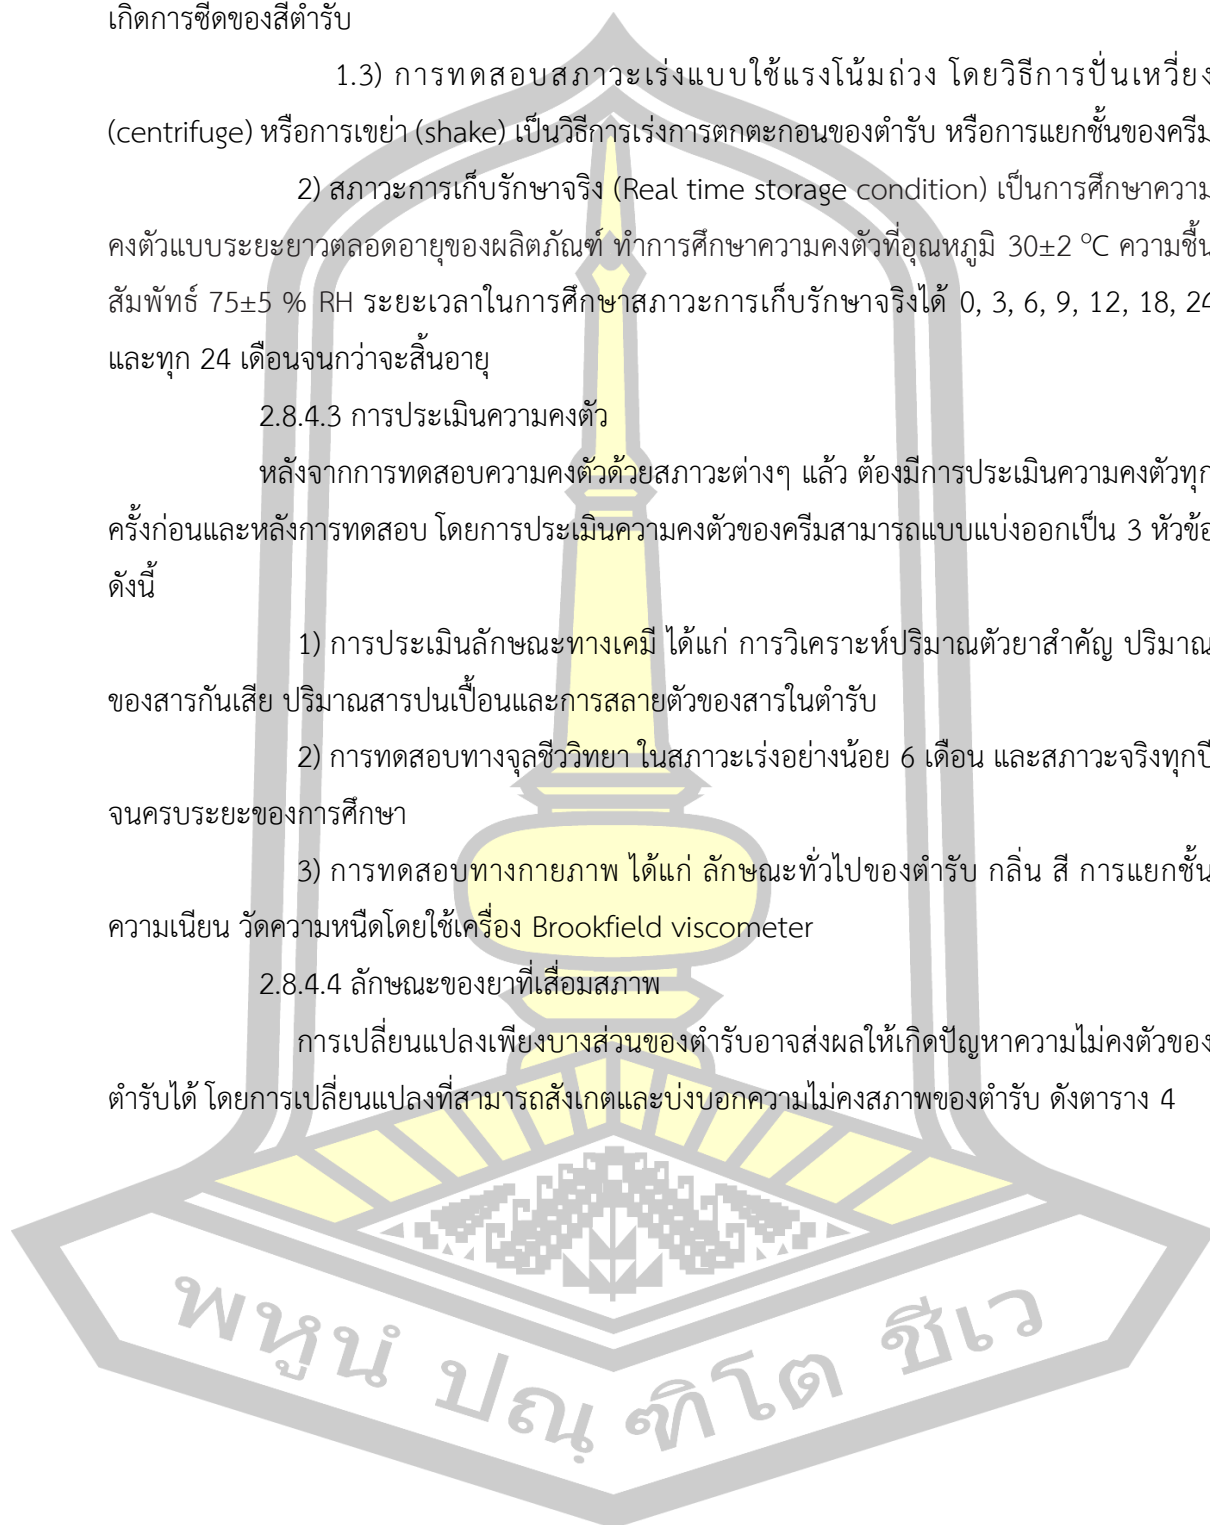 เกิดการซีดของสีตำรับ
1.3) การทดสอบสภาวะเร่งแบบใช้แรงโน้มถ่วง โดยวิธีการปั่นเหวี่ยง
(centrifuge) หรือการเขย่า (shake) เป็นวิธีการเร่งการตกตะกอนของตำรับ หรือการแยกชั้นของครีม
2) สภาวะการเก็บรักษาจริง (Real time storage condition) เป็นการศึกษาความ
คงตัวแบบระยะยาวตลอดอายุของผลิตภัณฑ์ ทำการศึกษาความคงตัวที่อุณหภูมิ 30±2 °C ความชื้น
สัมพัทธ์ 75±5 % RH ระยะเวลาในการศึกษาสภาวะการเก็บรักษาจริงได้ 0, 3, 6, 9, 12, 18, 24
และทุก 24 เดือนจนกว่าจะสิ้นอายุ
2.8.4.3 การประเมินความคงตัว
หลังจากการทดสอบความคงตัวด้วยสภาวะต่างๆ แล้ว ต้องมีการประเมินความคงตัวทุก
ครั้งก่อนและหลังการทดสอบ โดยการประเมินความคงตัวของครีมสามารถแบบแบ่งออกเป็น 3 หัวข้อ
ดังนี้
1) การประเมินลักษณะทางเคมี ได้แก่ การวิเคราะห์ปริมาณตัวยาสำคัญ ปริมาณ
ของสารกันเสีย ปริมาณสารปนเปื้อนและการสลายตัวของสารในตำรับ
2) การทดสอบทางจุลชีววิทยา ในสภาวะเร่งอย่างน้อย 6 เดือน และสภาวะจริงทุกปี
จนครบระยะของการศึกษา
3) การทดสอบทางกายภาพ ได้แก่ ลักษณะทั่วไปของตำรับ กลิ่น สี การแยกชั้น
ความเนียน วัดความหนืดโดยใช้เครื่อง Brookfield viscometer
2.8.4.4 ลักษณะของยาที่เสื่อมสภาพ
การเปลี่ยนแปลงเพียงบางส่วนของตำรับอาจส่งผลให้เกิดปัญหาความไม่คงตัวของ
ตำรับได้ โดยการเปลี่ยนแปลงที่สามารถสังเกตและบ่งบอกความไม่คงสภาพของตำรับ ดังตาราง 4
พหูนํ ปณฺ ฑิโต ชีเว